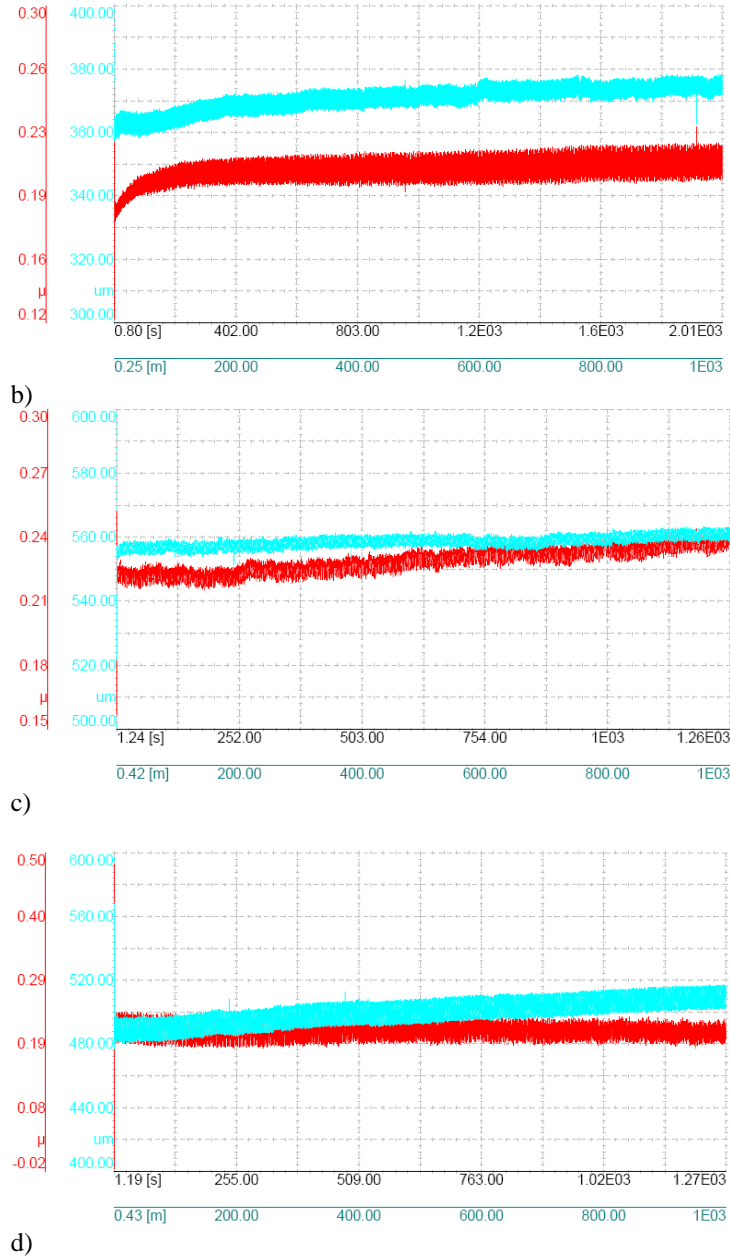 0.30 400.00
0.26 380.00
0.23 360.00
0.19 340.00
0.16 320.00
µ um
0.12 300.00
0.80 [s] 402.00 803.00 1.2E03 1.6E03 2.01E03
0.25 [m] 200.00 400.00 600.00 800.00 1E03
b)
0.30 600.00
0.27 580.00
0.24 560.00
0.21 540.00
0.18 520.00
µ um
0.15 500.00
1.24 [s] 252.00 503.00 754.00 1E03 1.26E03
0.42 [m] 200.00 400.00 600.00 800.00 1E03
c)
0.50 600.00
0.40 560.00
0.29 520.00
0.19 480.00
0.08 440.00
µ um
-0.02 400.00
1.19 [s] 255.00 509.00 763.00 1.02E03 1.27E03
0.43 [m] 200.00 400.00 600.00 800.00 1E03
d)